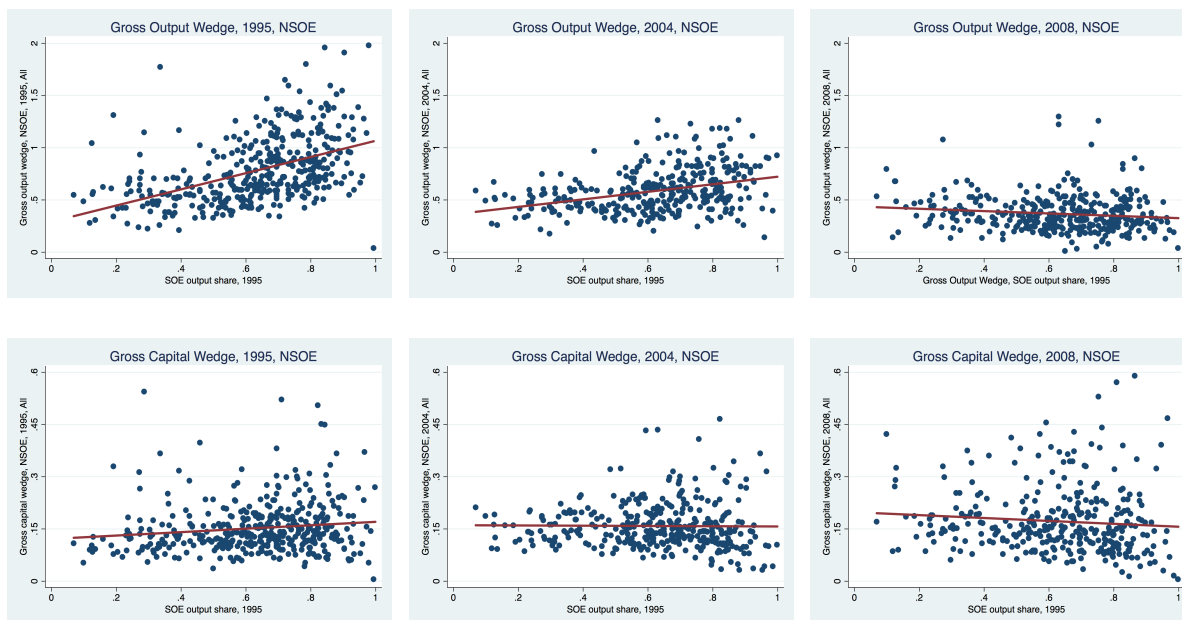 Gross Output Wedge, 1995, NSOE
Gross output wedge, NSOE, 1995, All
2
1.5
1
.5
0
0 .2 .4 .6 .8 1
SOE output share, 1995
Gross Output Wedge, 2004, NSOE
Gross output wedge, NSOE, 2004, All
2
1.5
1
.5
0
0 .2 .4 .6 .8 1
SOE output share, 1995
Gross Output Wedge, 2008, NSOE
Gross output wedge, NSOE, 2008, All
2
1.5
1
.5
0
0 .2 .4 .6 .8 1
Gross Output Wedge, SOE output share, 1995
Gross Capital Wedge, 1995, NSOE
Gross capital wedge, NSOE, 1995, All
.6
.45
.3
.15
0
0 .2 .4 .6 .8 1
SOE output share, 1995
Gross Capital Wedge, 2004, NSOE
Gross capital wedge, NSOE, 2004, All
.6
.45
.3
.15
0
0 .2 .4 .6 .8 1
SOE output share, 1995
Gross Capital Wedge, 2008, NSOE
Gross capital wedge, NSOE, 2008, All
.6
.45
.3
.15
0
0 .2 .4 .6 .8 1
SOE output share, 1995